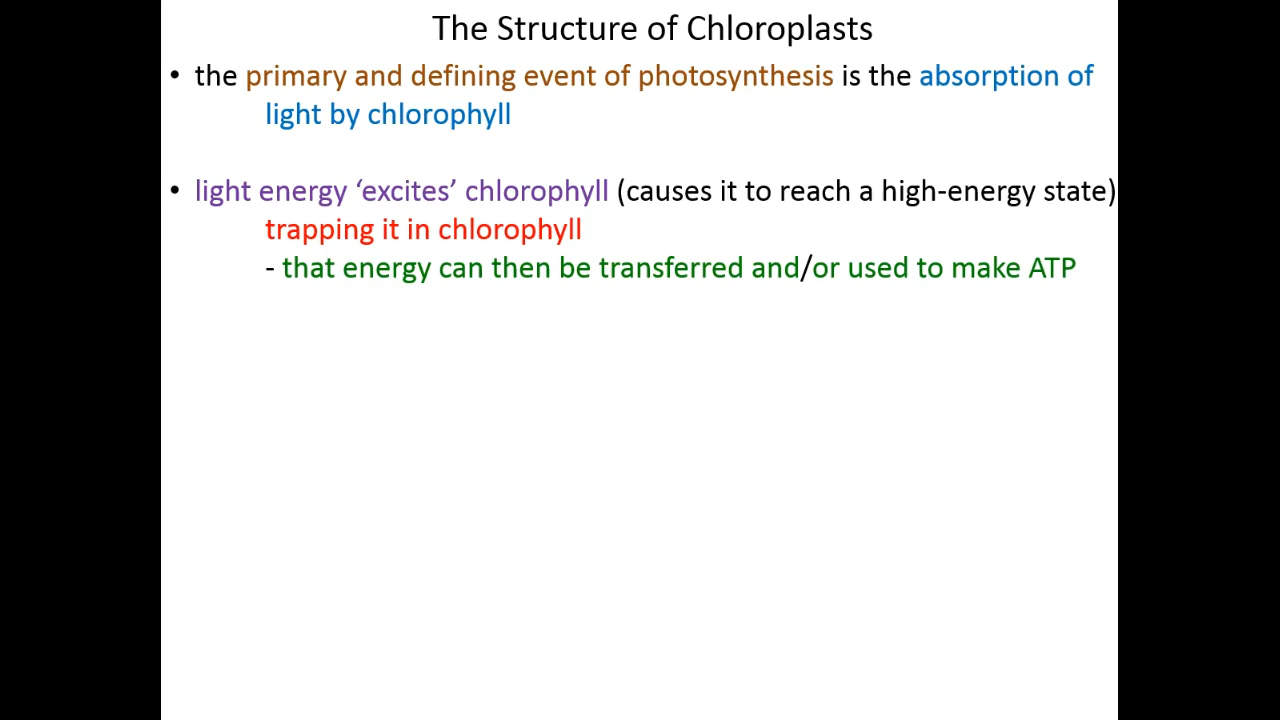 The Structure of Chloroplasts
• the primary and defining event of photosynthesis is the absorption of
light by chlorophyll
• light energy ‘excites’ chlorophyll (causes it to reach a high-energy state)
trapping it in chlorophyll
- that energy can then be transferred and/or used to make ATP